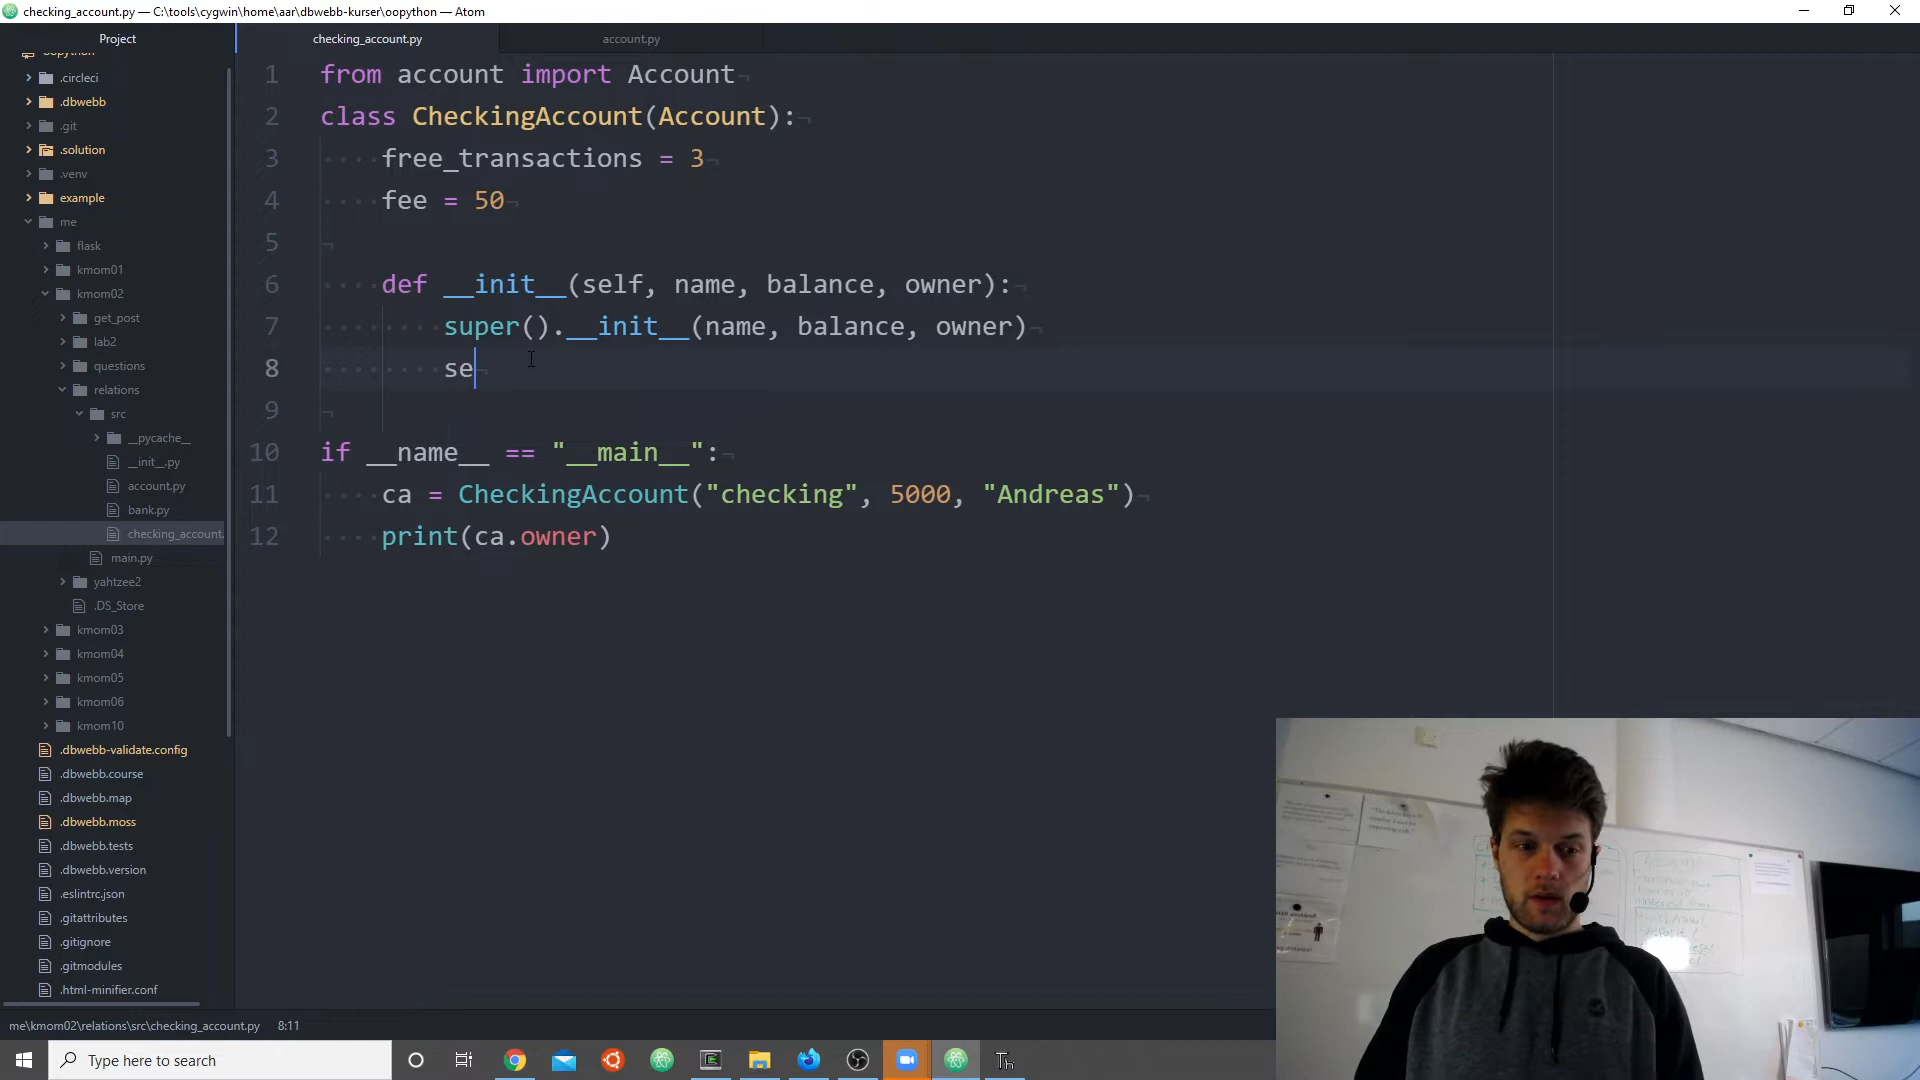 checking_account.py — C:\tools\cygwin\home\aar\dbwebb-kurser\oopython — Atom
Project
checking_account.py
account.py
.circleci
.dbwebb
.git
.solution
.venv
example
me
flask
kmom01
kmom02
get_post
lab2
questions
relations
src
__pycache__
__init__.py
account.py
bank.py
checking_account.
main.py
yahtzee2
.DS_Store
kmom03
kmom04
kmom05
kmom06
kmom10
.dbwebb-validate.config
.dbwebb.course
.dbwebb.map
.dbwebb.moss
.dbwebb.tests
.dbwebb.version
.eslintrc.json
.gitattributes
.gitignore
.gitmodules
.html-minifier.conf
1 from account import Account
2 class CheckingAccount(Account):
3 free_transactions = 3
4 fee = 50
5
6 def __init__(self, name, balance, owner):
7 super().__init__(name, balance, owner)
8 se
9
10 if __name__ == "__main__":
11 ca = CheckingAccount("checking", 5000, "Andreas")
12 print(ca.owner)
me\kmom02\relations\src\checking_account.py 8:11
Type here to search